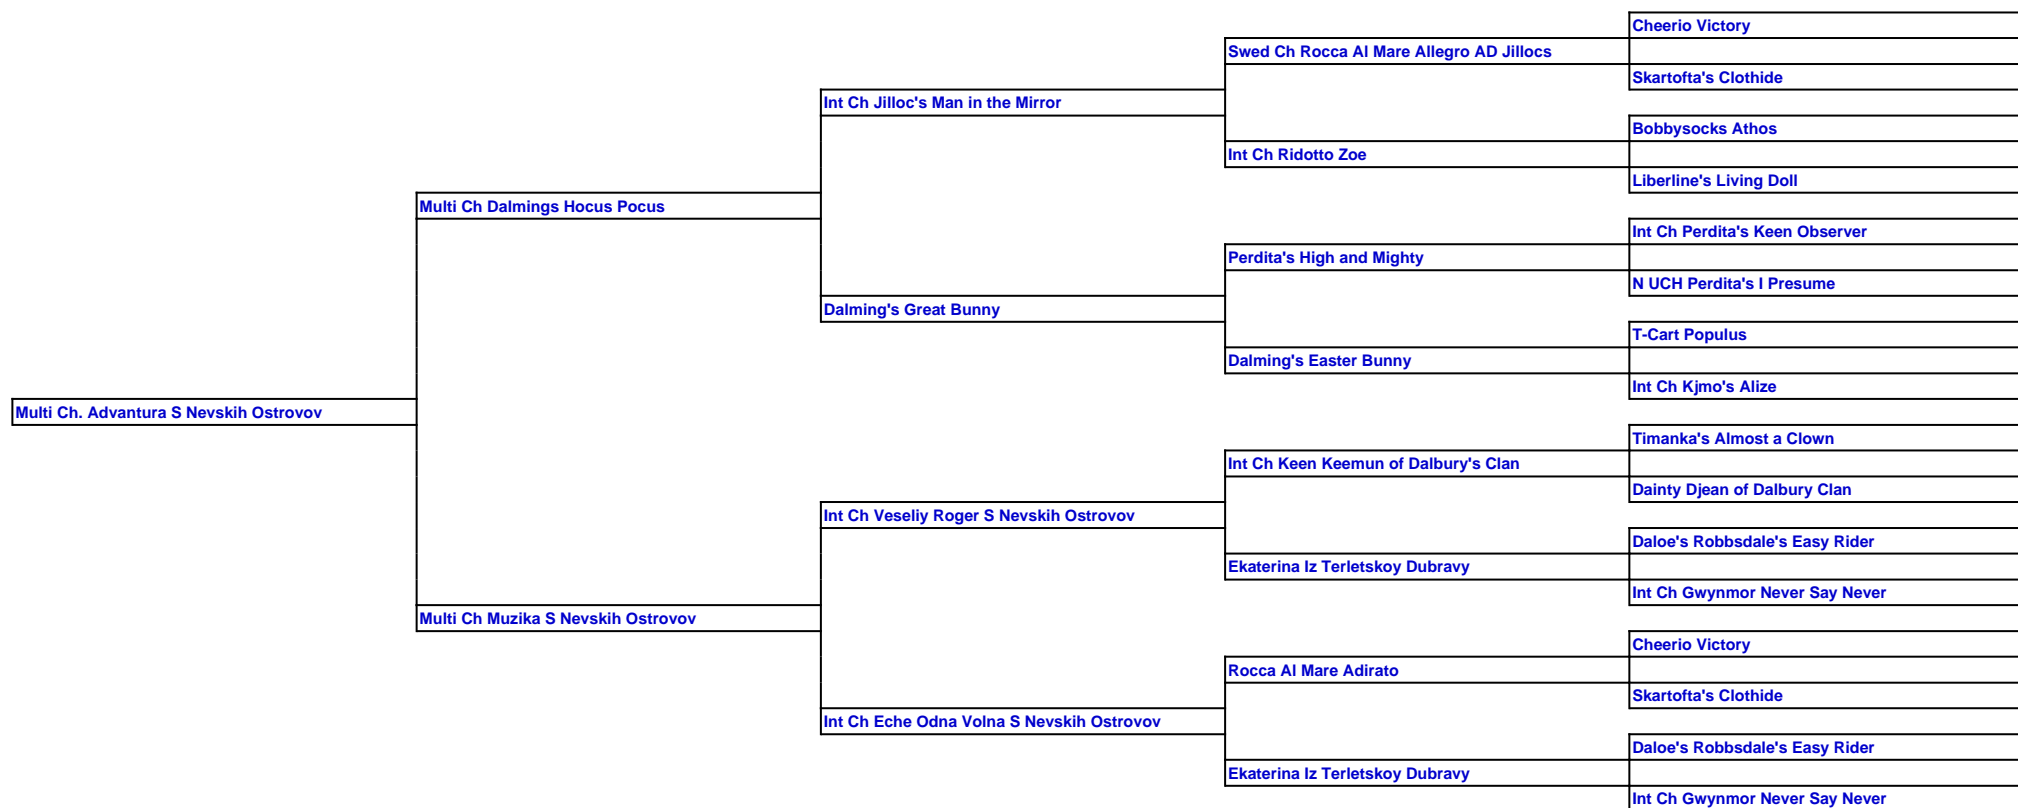 Cheerio Victory
Swed Ch Rocca Al Mare Allegro AD Jillocs
Skartofta's Clothide
Int Ch Jilloc's Man in the Mirror
Bobbysocks Athos
Int Ch Ridotto Zoe
Liberline's Living Doll
Multi Ch Dalmings Hocus Pocus
Int Ch Perdita's Keen Observer
Perdita's High and Mighty
N UCH Perdita's I Presume
Dalming's Great Bunny
T-Cart Populus
Dalming's Easter Bunny
Int Ch Kjmo's Alize
Multi Ch. Advantura S Nevskih Ostrovov
Timanka's Almost a Clown
Int Ch Keen Keemun of Dalbury's Clan
Dainty Djean of Dalbury Clan
Int Ch Veseliy Roger S Nevskih Ostrovov
Daloe's Robbsdale's Easy Rider
Ekaterina Iz Terletskoy Dubravy
Int Ch Gwynmor Never Say Never
Multi Ch Muzika S Nevskih Ostrovov
Cheerio Victory
Rocca Al Mare Adirato
Skartofta's Clothide
Int Ch Eche Odna Volna S Nevskih Ostrovov
Daloe's Robbsdale's Easy Rider
Ekaterina Iz Terletskoy Dubravy
Int Ch Gwynmor Never Say Never